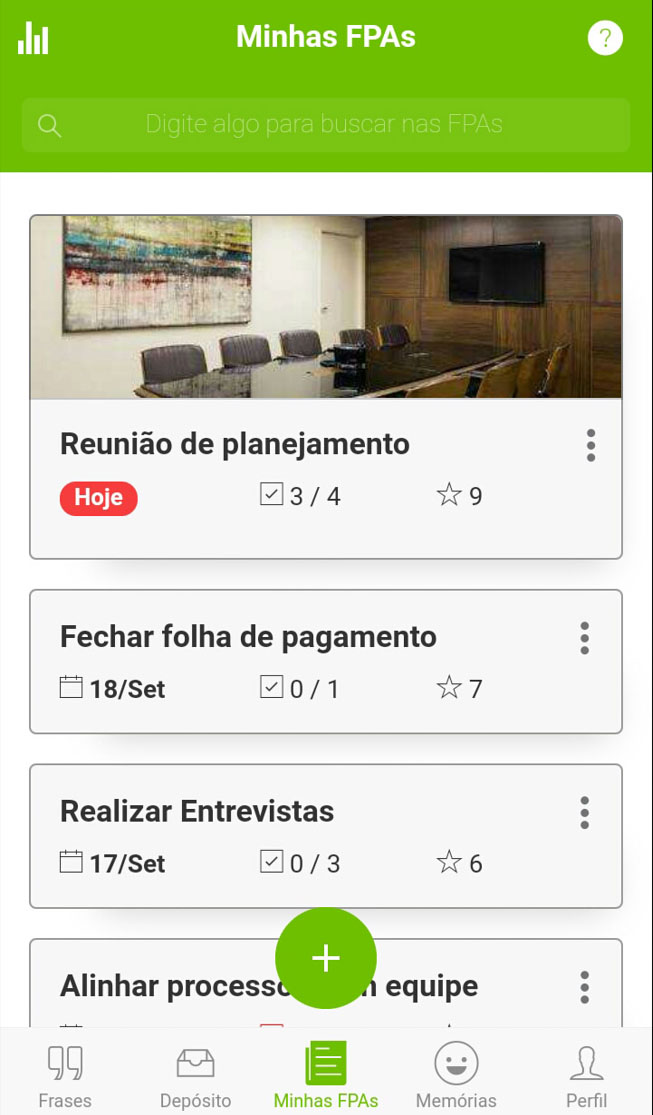 Minhas FPAs
?
Digite algo para buscar nas FPAs
Reunião de planejamento
Hoje
3 / 4
9
Fechar folha de pagamento
18/Set
0 / 1
7
Realizar Entrevistas
17/Set
0 / 3
6
+
Alinhar equipe
Frases
Depósito
Minhas FPAs
Memórias
Perfil